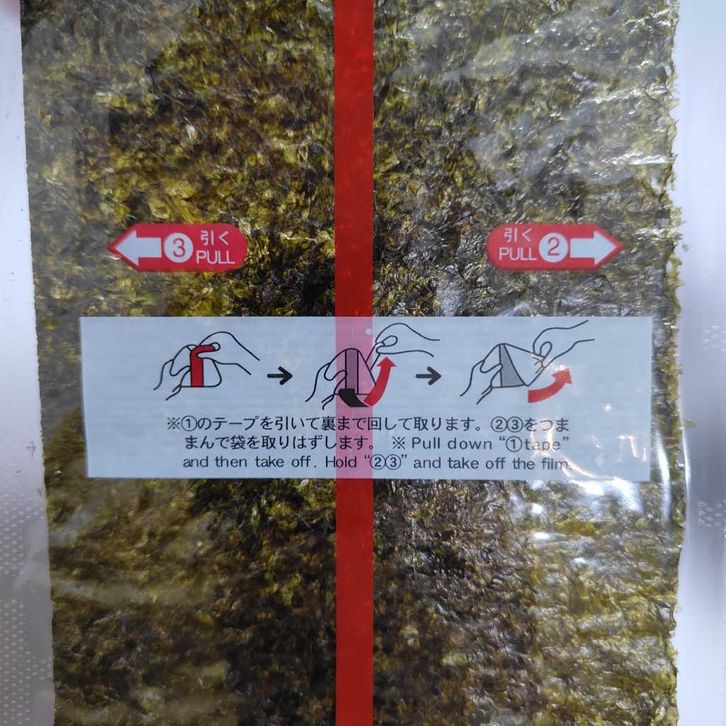 ③ 引く
PULL
引く ②
PULL
※①のテープを引いて裏まで回して取ります。②③をつま
まんで袋を取りはずします。 ※ Pull down “①tape”
and then take off. Hold “②③” and take off the film.